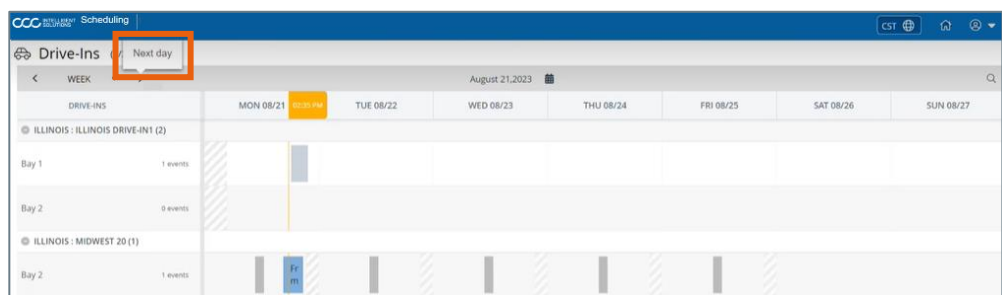 CCC INTELLIGENT SOLUTIONS Scheduling CST
Drive-Ins Next day
WEEK August 21,2023
DRIVE-INS MON 08/21 02:35 PM TUE 08/22 WED 08/23 THU 08/24 FRI 08/25 SAT 08/26 SUN 08/27
ILLINOIS : ILLINOIS DRIVE-IN1 (2)
Bay 1 1 events
Bay 2 0 events
ILLINOIS : MIDWEST 20 (1)
Bay 2 1 events Fr
m